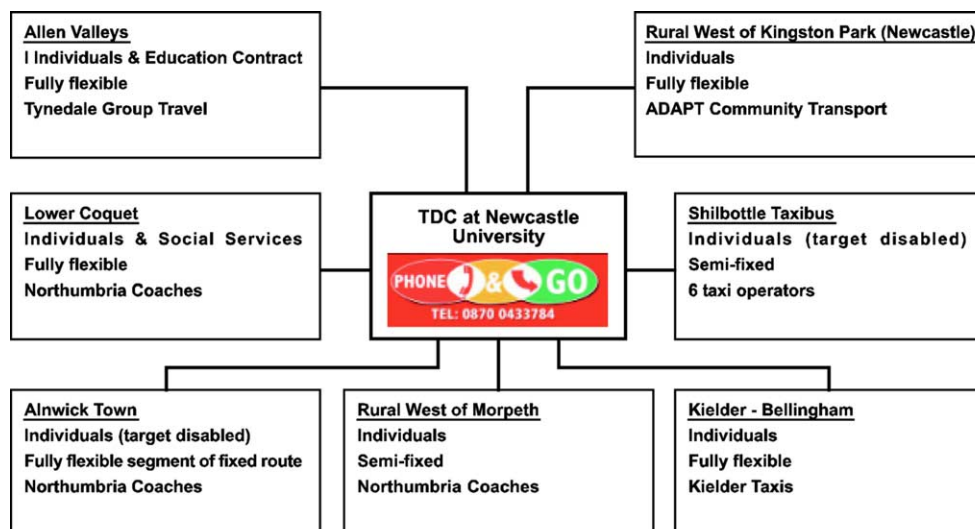 Allen Valleys
I Individuals & Education Contract
Fully flexible
Tynedale Group Travel
Rural West of Kingston Park (Newcastle)
Individuals
Fully flexible
ADAPT Community Transport
Lower Coquet
Individuals & Social Services
Fully flexible
Northumbria Coaches
TDC at Newcastle
University
PHONE & GO
TEL: 0870 0433784
Shilbottle Taxibus
Individuals (target disabled)
Semi-fixed
6 taxi operators
Alnwick Town
Individuals (target disabled)
Fully flexible segment of fixed route
Northumbria Coaches
Rural West of Morpeth
Individuals
Semi-fixed
Northumbria Coaches
Kielder - Bellingham
Individuals
Fully flexible
Kielder Taxis